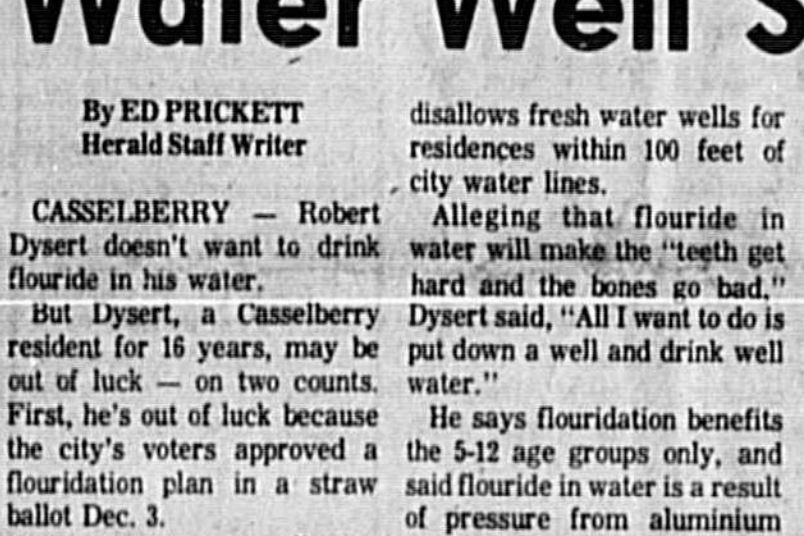 Water Well S
By ED PRICKETT
Herald Staff Writer
CASSELBERRY — Robert
Dysert doesn't want to drink
flouride in his water.
But Dysert, a Casselberry
resident for 16 years, may be
out of luck — on two counts.
First, he's out of luck because
the city's voters approved a
flouridation plan in a straw
ballot Dec. 3.
disallows fresh water wells for
residences within 100 feet of
city water lines.
Alleging that flouride in
water will make the "teeth get
hard and the bones go bad,"
Dysert said, "All I want to do is
put down a well and drink well
water."
He says flouridation benefits
the 5-12 age groups only, and
said flouride in water is a result
of pressure from aluminium